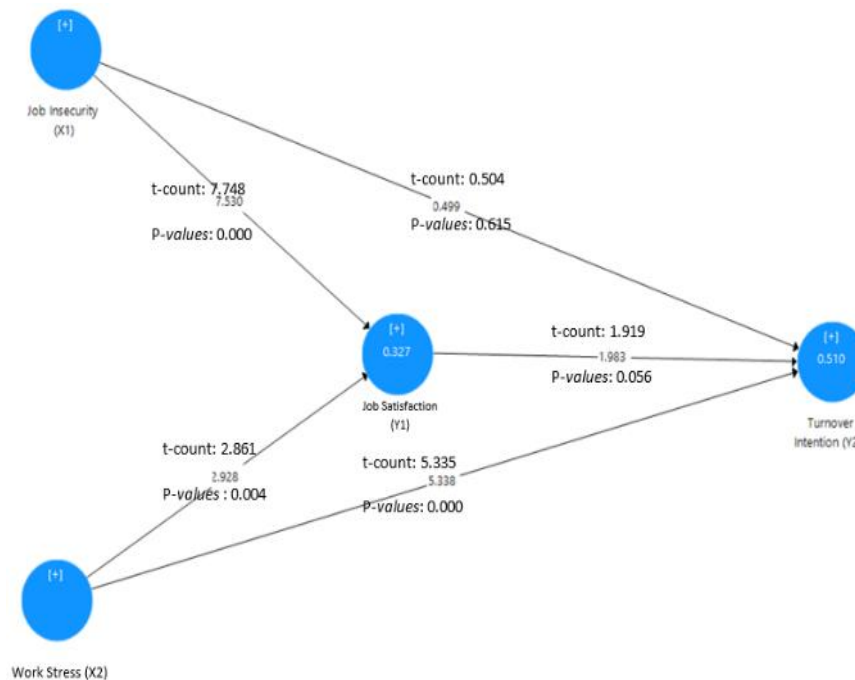 [+]
Job Insecurity
(X1)
t-count: 7.748
7.530
P-values: 0.000
t-count: 0.504
0.499
P-values: 0.615
[+]
0.327
Job Satisfaction
(Y1)
t-count: 1.919
1.983
P-values: 0.056
[+]
0.510
Turnover
Intention (Y2
t-count: 2.861
2.928
P-values : 0.004
t-count: 5.335
5.338
P-values: 0.000
[+]
Work Stress (X2)